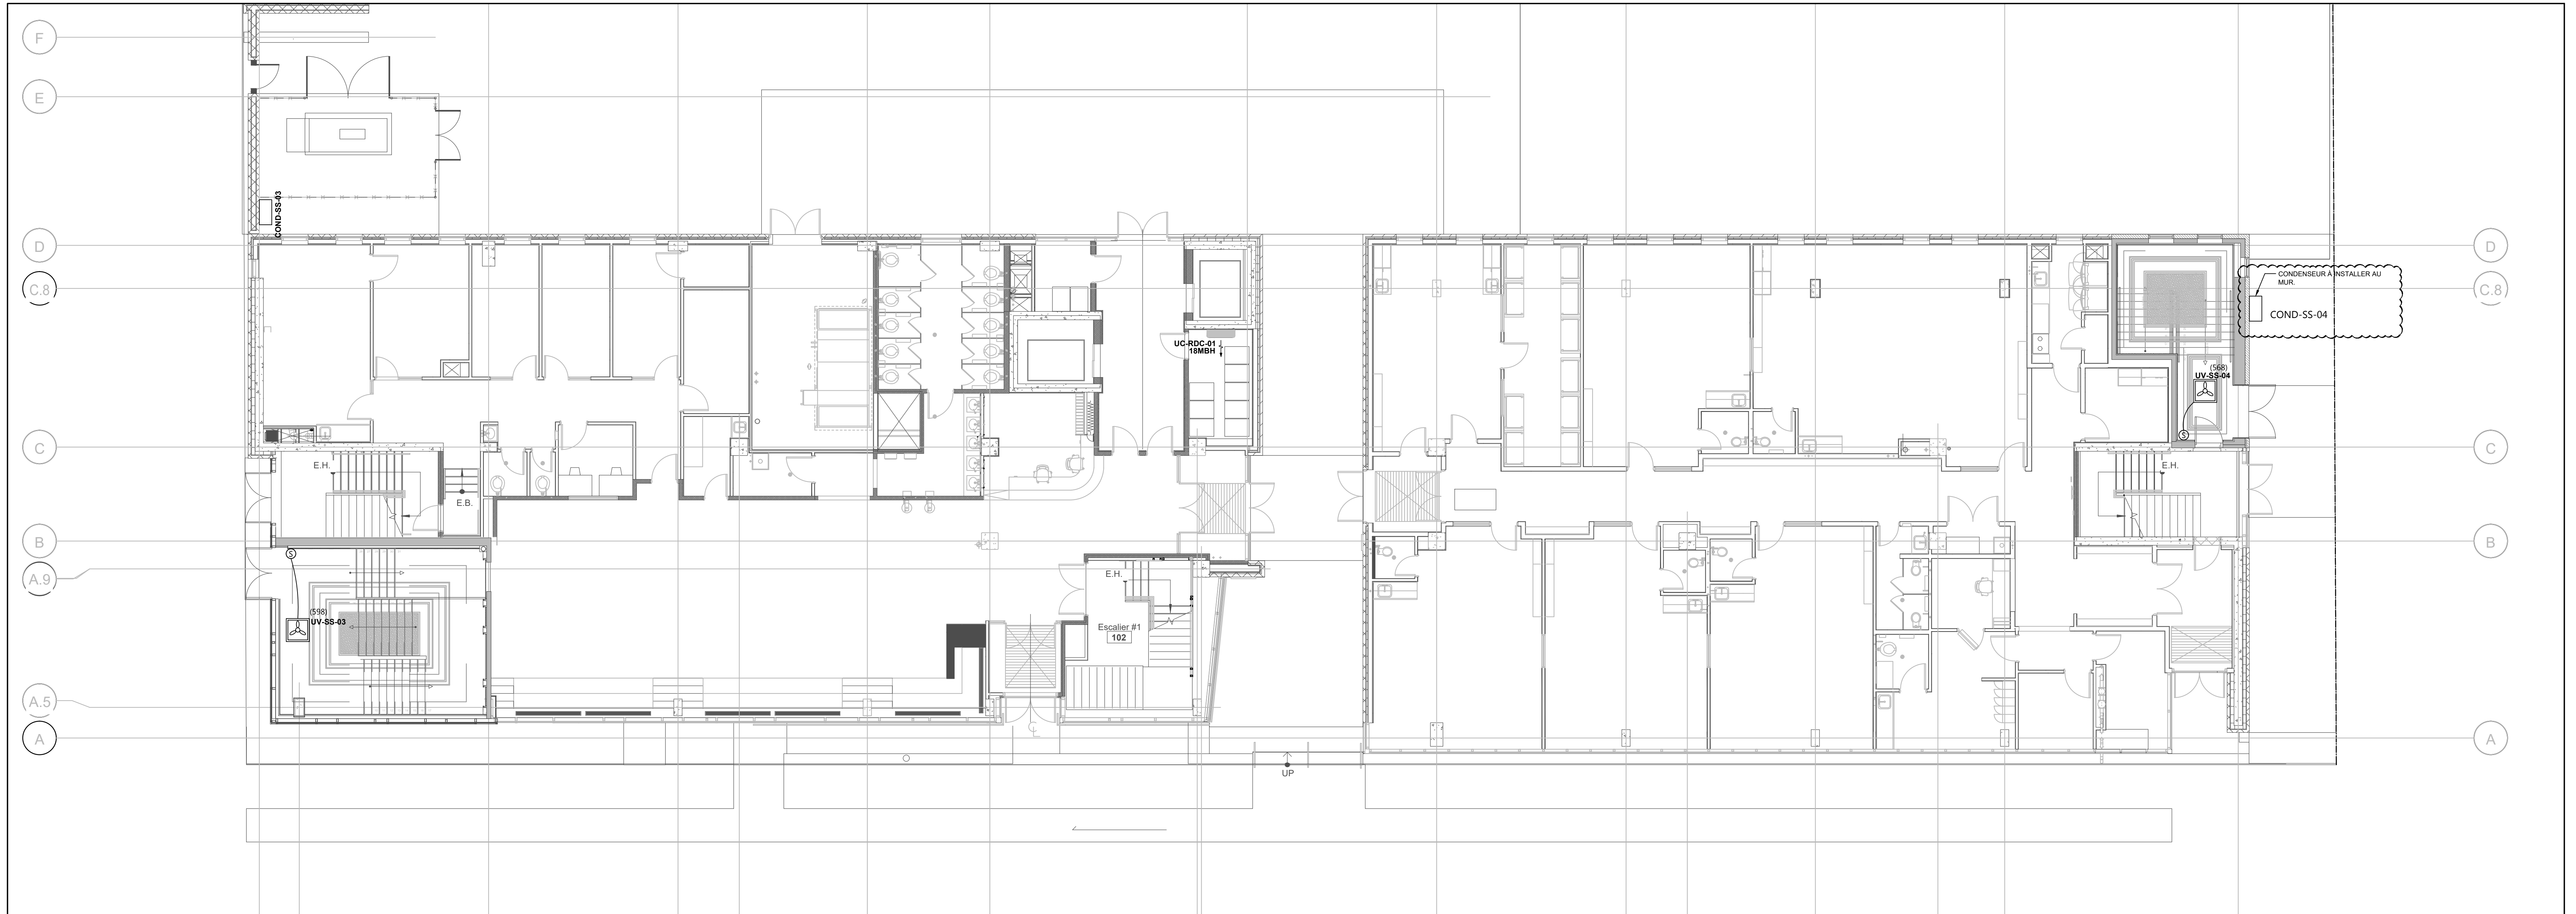 F
E
COND-SS-03
D
D
C.8
CONDENSEUR À INSTALLER AU
MUR.
C.8
COND-SS-04
UC-RDC-01
18MBH
(568)
UV-SS-04
S
C
C
E.H.
E.H.
E.B.
B
B
S
A.9
E.H.
(598)
UV-SS-03
Escalier #1
102
A.5
A
A
CL
UP